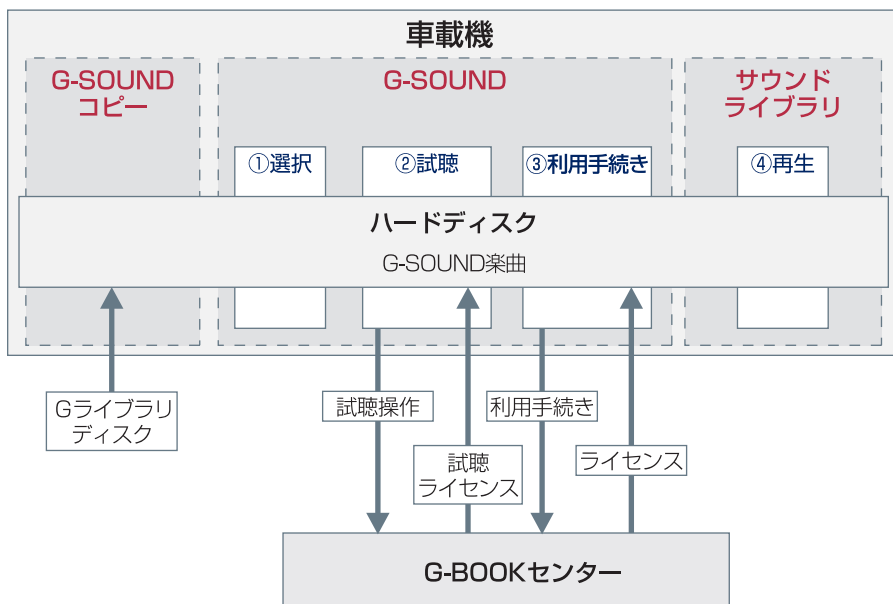 車載機
G-SOUND
コピー
G-SOUND
サウンド
ライブラリ
①選択
②試聴
③利用手続き
④再生
ハードディスク
G-SOUND楽曲
Gライブラリ
ディスク
試聴操作
試聴
ライセンス
利用手続き
ライセンス
G-BOOKセンター